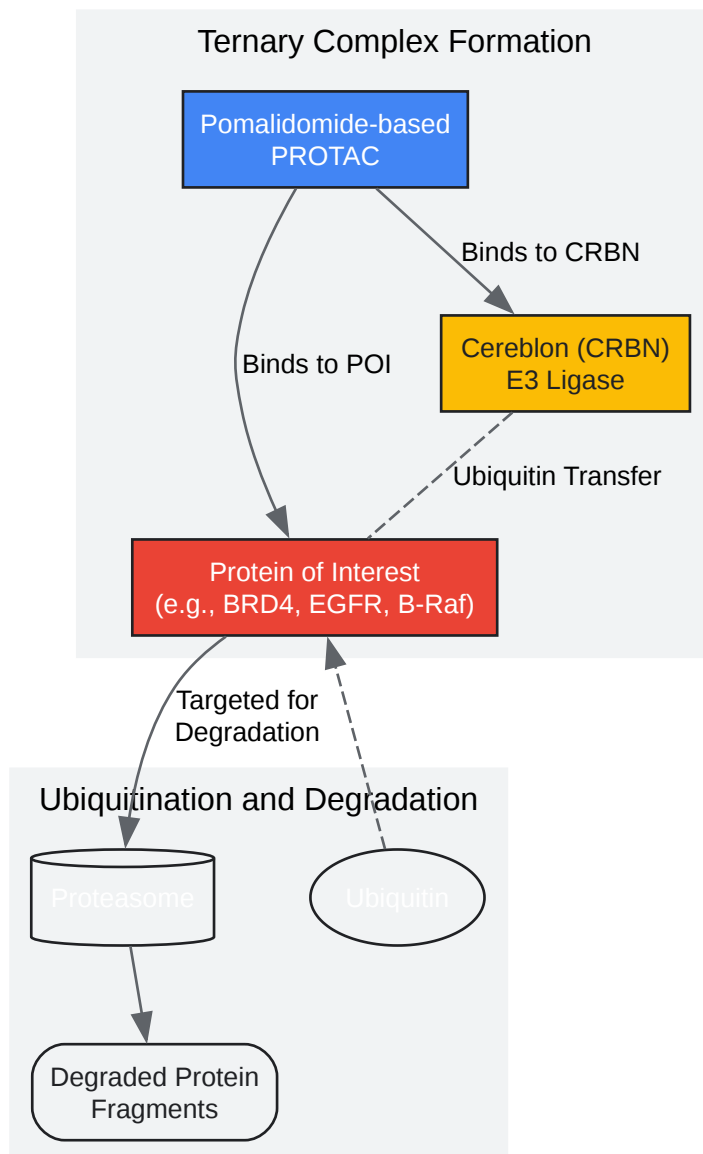 Ternary Complex Formation
Pomalidomide-based
PROTAC
Binds to CRBN
Cereblon (CRBN)
E3 Ligase
Binds to POI
Ubiquitin Transfer
Protein of Interest
(e.g., BRD4, EGFR, B-Raf)
Targeted for
Degradation
Ubiquitination and Degradation
Proteasome
Ubiquitin
Degraded Protein
Fragments